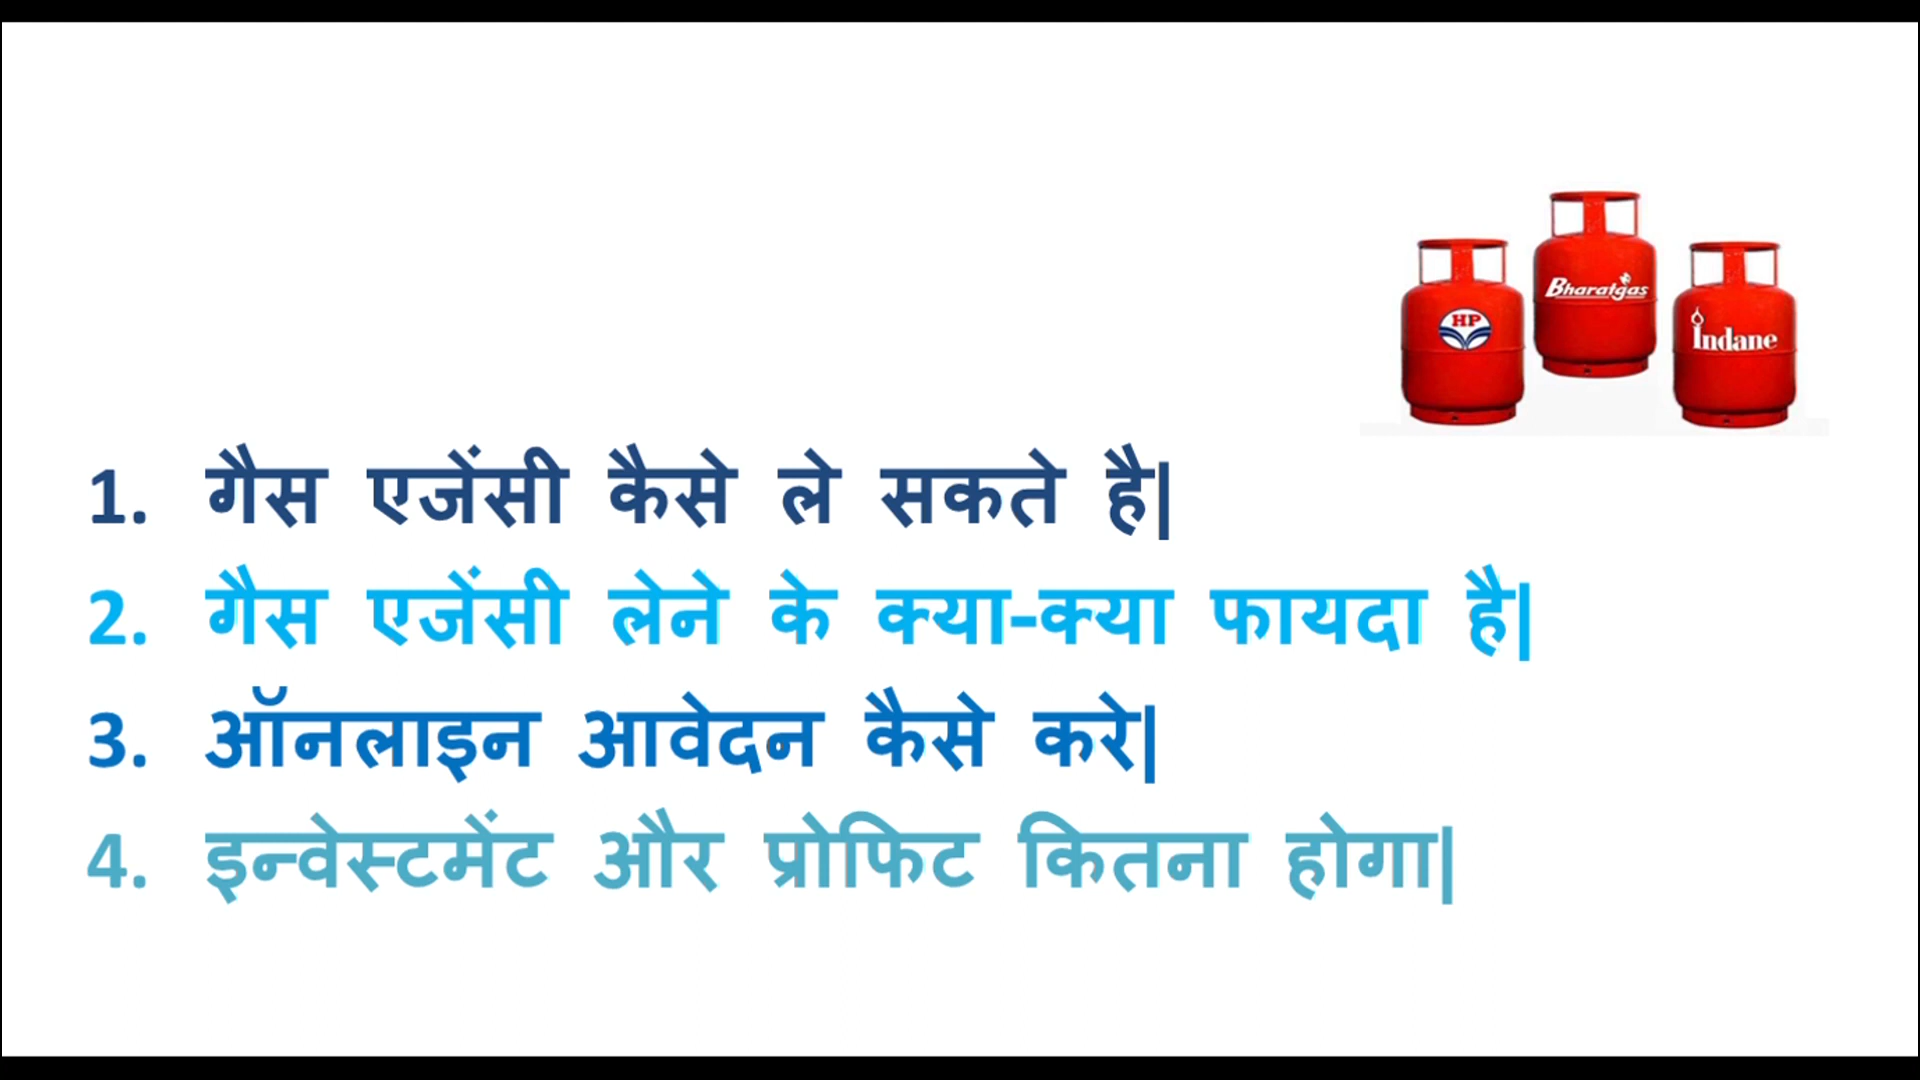 HP
Bharatgas
Indane
1. गैस एजेंसी कैसे ले सकते है|
2. गैस एजेंसी लेने के क्या-क्या फायदा है|
3. ऑनलाइन आवेदन कैसे करे|
4. इन्वेस्टमेंट और प्रोफिट कितना होगा|